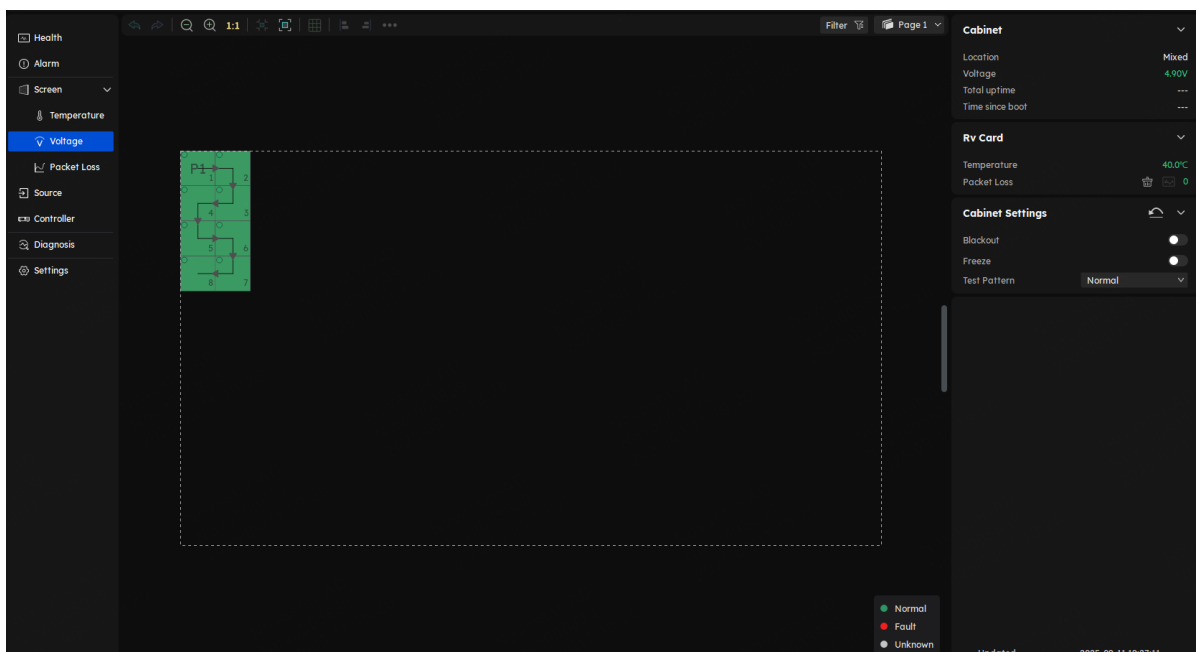 Health
Alarm
Screen
Temperature
Voltage
Packet Loss
Source
Controller
Diagnosis
Settings
1:1
Filter
Page 1
P1
1
2
4
3
5
6
8
7
Normal
Fault
Unknown
Cabinet
Location Mixed
Voltage 4.90V
Total uptime ---
Time since boot ---
Rv Card
Temperature 40.0°C
Packet Loss 0
Cabinet Settings
Blackout
Freeze
Test Pattern Normal